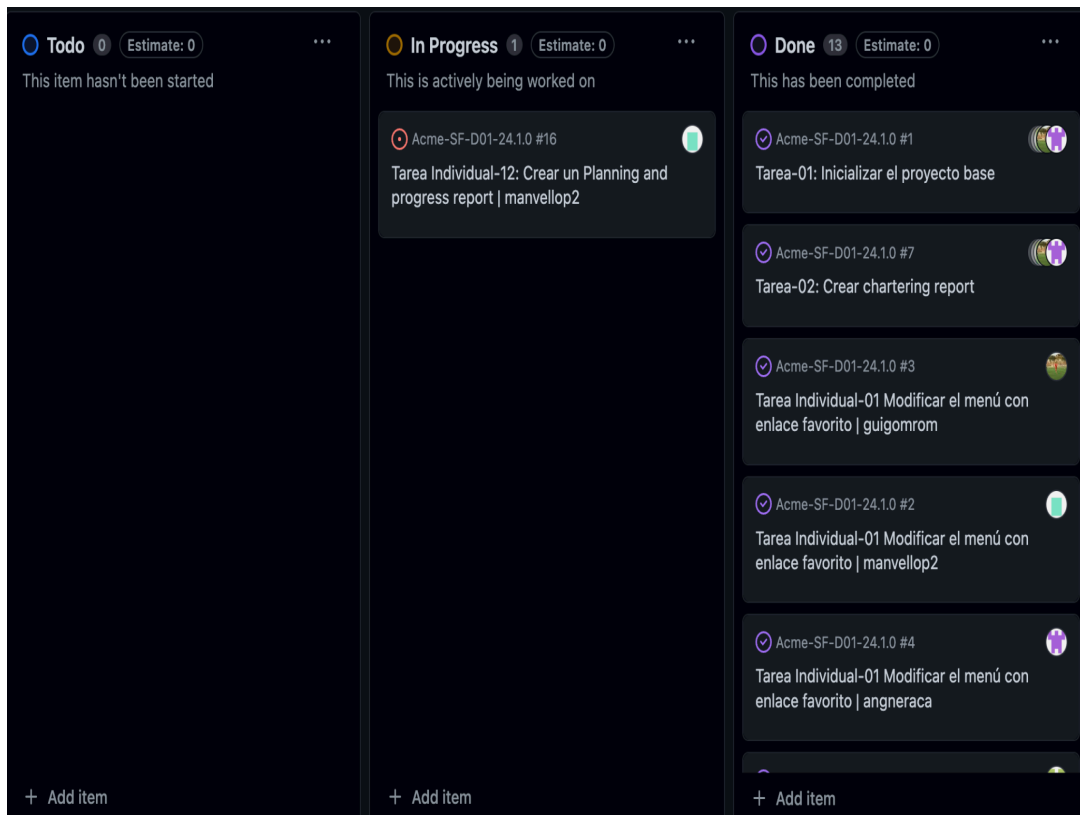 Todo 0 Estimate: 0 ...
This item hasn't been started
+ Add item
In Progress 1 Estimate: 0 ...
This is actively being worked on
Acme-SF-D01-24.1.0 #16
Tarea Individual-12: Crear un Planning and
progress report | manvellop2
+ Add item
Done 13 Estimate: 0 ...
This has been completed
Acme-SF-D01-24.1.0 #1
Tarea-01: Inicializar el proyecto base
Acme-SF-D01-24.1.0 #7
Tarea-02: Crear chartering report
Acme-SF-D01-24.1.0 #3
Tarea Individual-01 Modificar el menú con
enlace favorito | guigomrom
Acme-SF-D01-24.1.0 #2
Tarea Individual-01 Modificar el menú con
enlace favorito | manvellop2
Acme-SF-D01-24.1.0 #4
Tarea Individual-01 Modificar el menú con
enlace favorito | angneraca
+ Add item